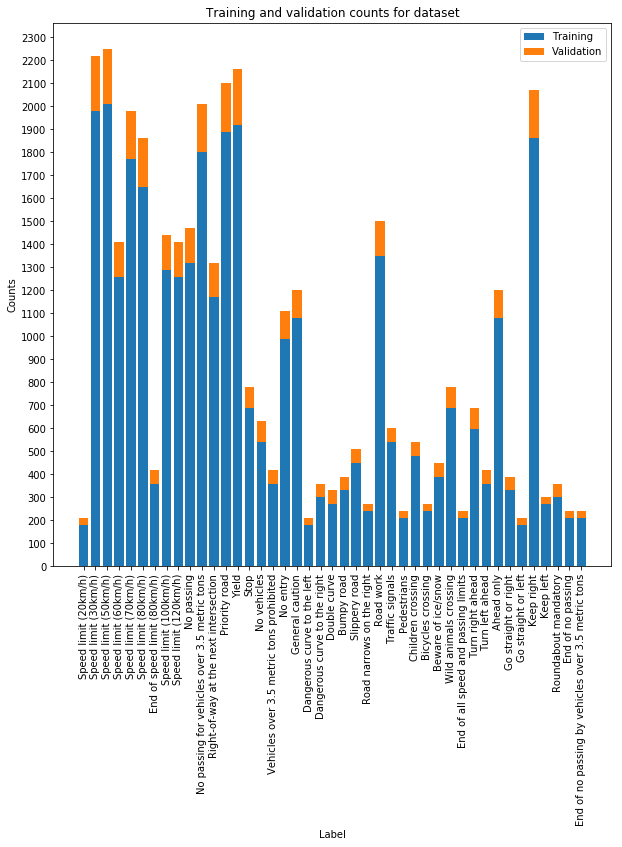 Training and validation counts for dataset
Training
Validation
2300
2200
2100
2000
1900
1800
1700
1600
1500
1400
1300
1200
1100
1000
900
800
700
600
500
400
300
200
100
0
Counts
Speed limit (20km/h)
Speed limit (30km/h)
Speed limit (50km/h)
Speed limit (60km/h)
Speed limit (70km/h)
Speed limit (80km/h)
End of speed limit (80km/h)
Speed limit (100km/h)
Speed limit (120km/h)
No passing
No passing for vehicles over 3.5 metric tons
Right-of-way at the next intersection
Priority road
Yield
Stop
No vehicles
Vehicles over 3.5 metric tons prohibited
No entry
General caution
Dangerous curve to the left
Dangerous curve to the right
Double curve
Bumpy road
Slippery road
Road narrows on the right
Road work
Traffic signals
Pedestrians
Children crossing
Bicycles crossing
Beware of ice/snow
Wild animals crossing
End of all speed and passing limits
Turn right ahead
Turn left ahead
Ahead only
Go straight or right
Go straight or left
Keep right
Keep left
Roundabout mandatory
End of no passing
End of no passing by vehicles over 3.5 metric tons
Label